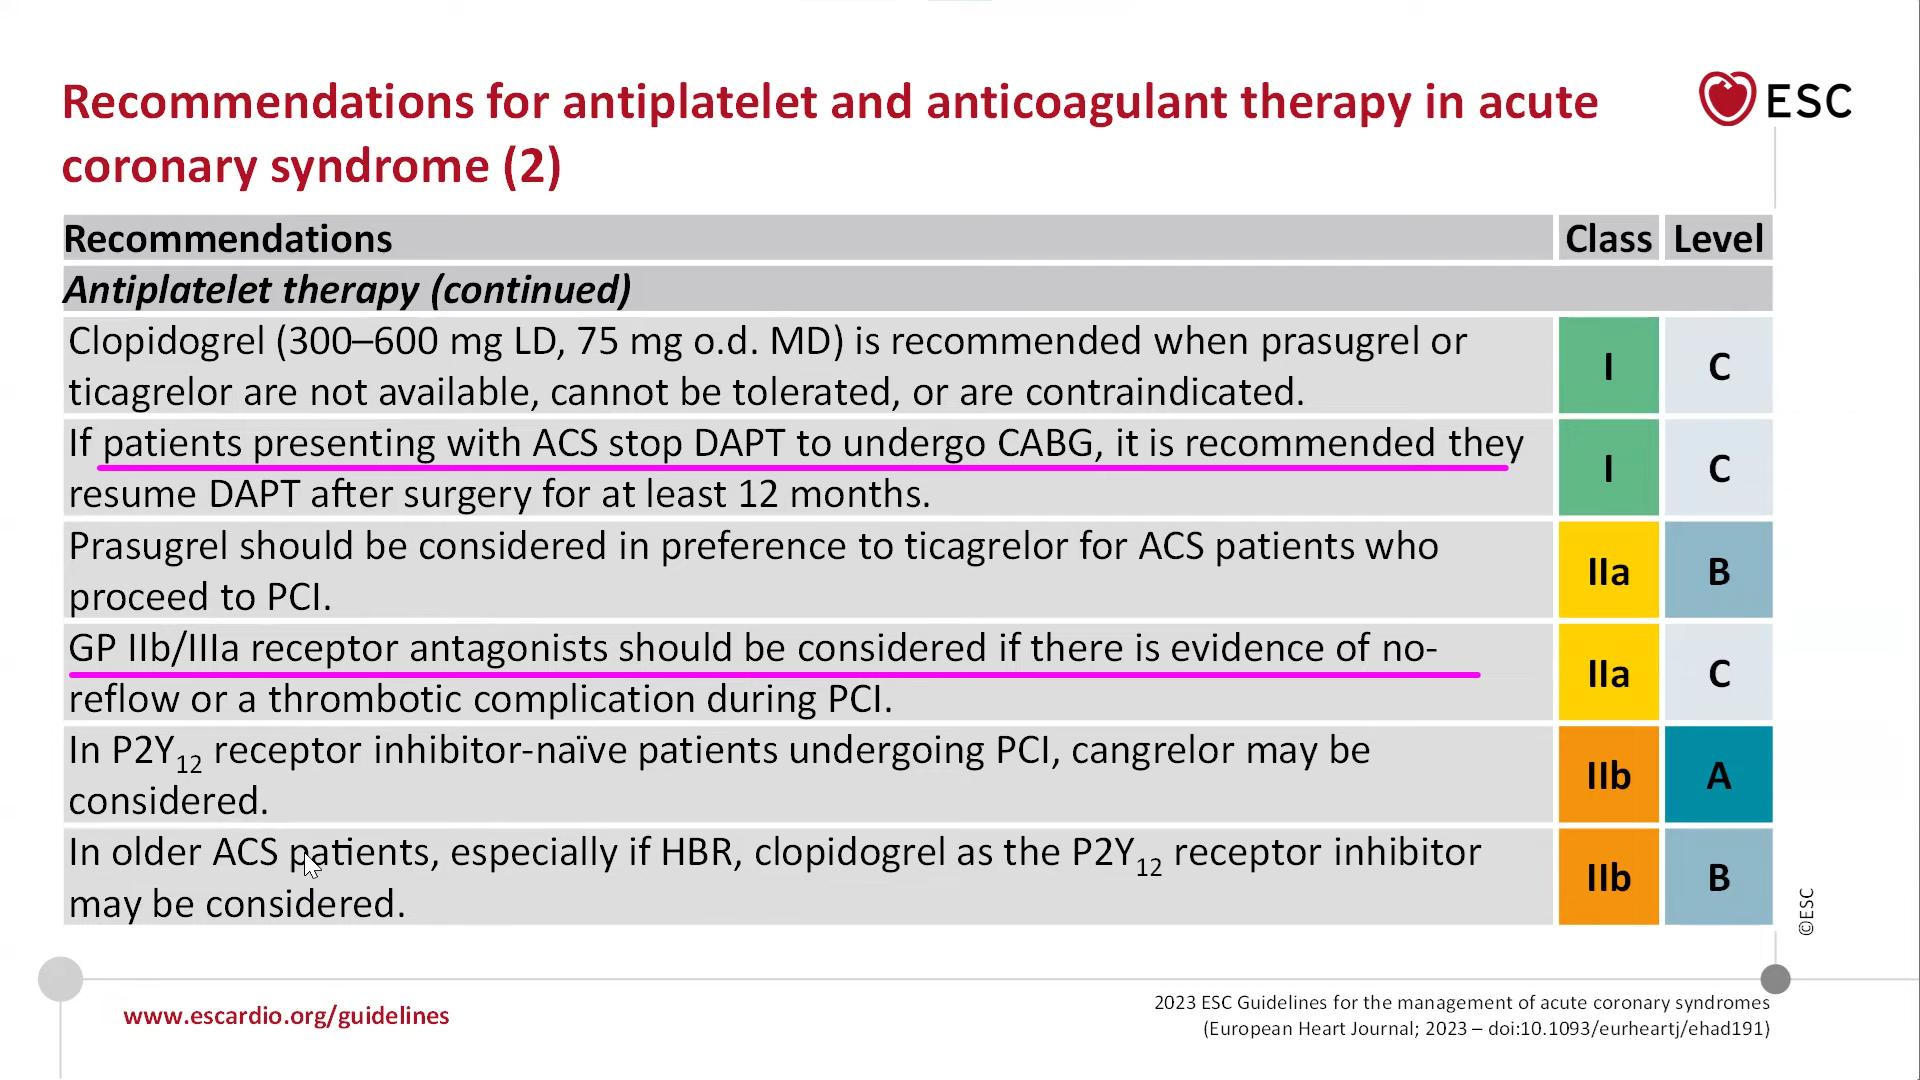 Recommendations for antiplatelet and anticoagulant therapy in acute
coronary syndrome (2)
ESC
Recommendations Class Level
Antiplatelet therapy (continued)
Clopidogrel (300–600 mg LD, 75 mg o.d. MD) is recommended when prasugrel or
ticagrelor are not available, cannot be tolerated, or are contraindicated.
I C
If patients presenting with ACS stop DAPT to undergo CABG, it is recommended they
resume DAPT after surgery for at least 12 months.
I C
Prasugrel should be considered in preference to ticagrelor for ACS patients who
proceed to PCI.
IIa B
GP IIb/IIIa receptor antagonists should be considered if there is evidence of no-
reflow or a thrombotic complication during PCI.
IIa C
In P2Y12 receptor inhibitor-naïve patients undergoing PCI, cangrelor may be
considered.
IIb A
In older ACS patients, especially if HBR, clopidogrel as the P2Y12 receptor inhibitor
may be considered.
IIb B
©ESC
www.escardio.org/guidelines
2023 ESC Guidelines for the management of acute coronary syndromes
(European Heart Journal; 2023 – doi:10.1093/eurheartj/ehad191)